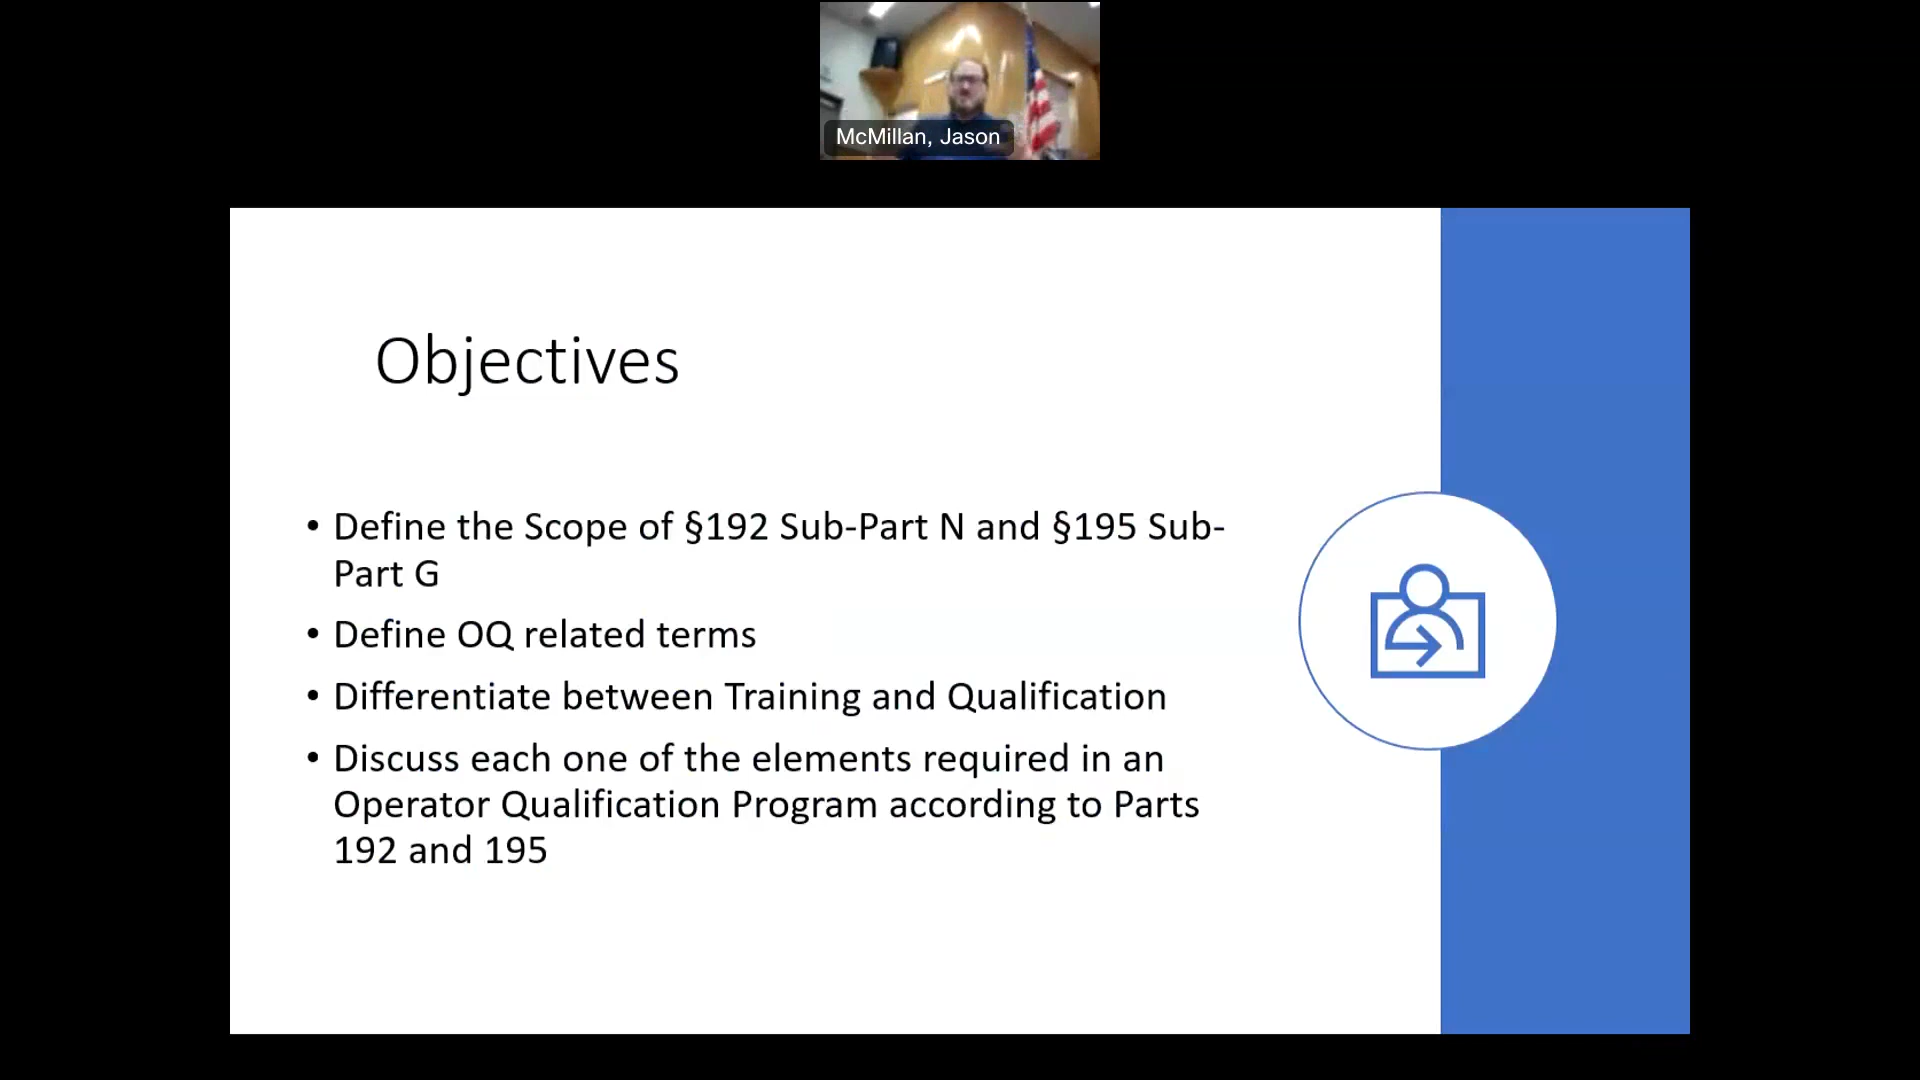 McMillan, Jason
Objectives
• Define the Scope of §192 Sub-Part N and §195 Sub-
Part G
• Define OQ related terms
• Differentiate between Training and Qualification
• Discuss each one of the elements required in an
Operator Qualification Program according to Parts
192 and 195